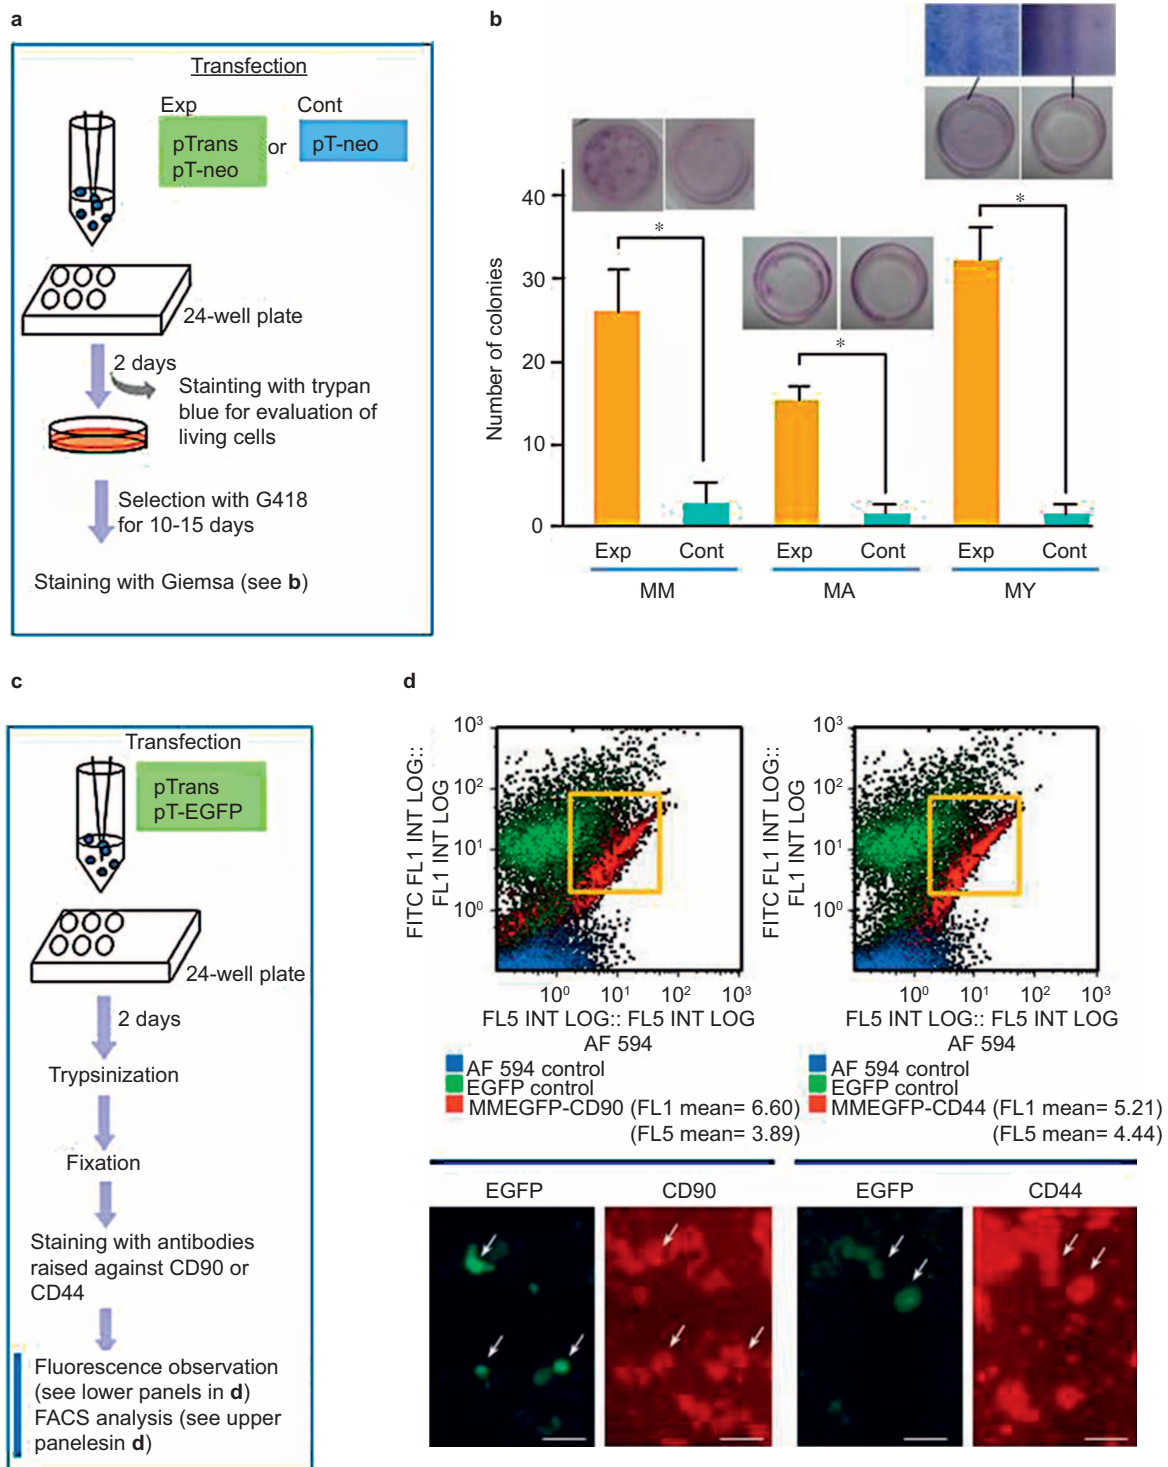 a
Transfection
Exp
Cont
pTrans
pT-neo
or
pT-neo
24-well plate
2 days
Stainting with trypan
blue for evaluation of
living cells
Selection with G418
for 10-15 days
Staining with Giemsa (see b)
b
Number of colonies
40
30
20
10
0
*
*
*
Exp
Cont
Exp
Cont
Exp
Cont
MM
MA
MY
c
Transfection
pTrans
pT-EGFP
24-well plate
2 days
Trypsinization
Fixation
Staining with antibodies
raised against CD90 or
CD44
Fluorescence observation
(see lower panels in d)
FACS analysis (see upper
panelesin d)
d
FITC FL1 INT LOG::
FL1 INT LOG
10³
10²
10¹
10⁰
10⁰ 10¹ 10² 10³
FL5 INT LOG:: FL5 INT LOG
AF 594
AF 594 control
EGFP control
MMEGFP-CD90 (FL1 mean= 6.60)
(FL5 mean= 3.89)
FITC FL1 INT LOG::
FL1 INT LOG
10³
10²
10¹
10⁰
10⁰ 10¹ 10² 10³
FL5 INT LOG:: FL5 INT LOG
AF 594
AF 594 control
EGFP control
MMEGFP-CD44 (FL1 mean= 5.21)
(FL5 mean= 4.44)
EGFP
CD90
EGFP
CD44